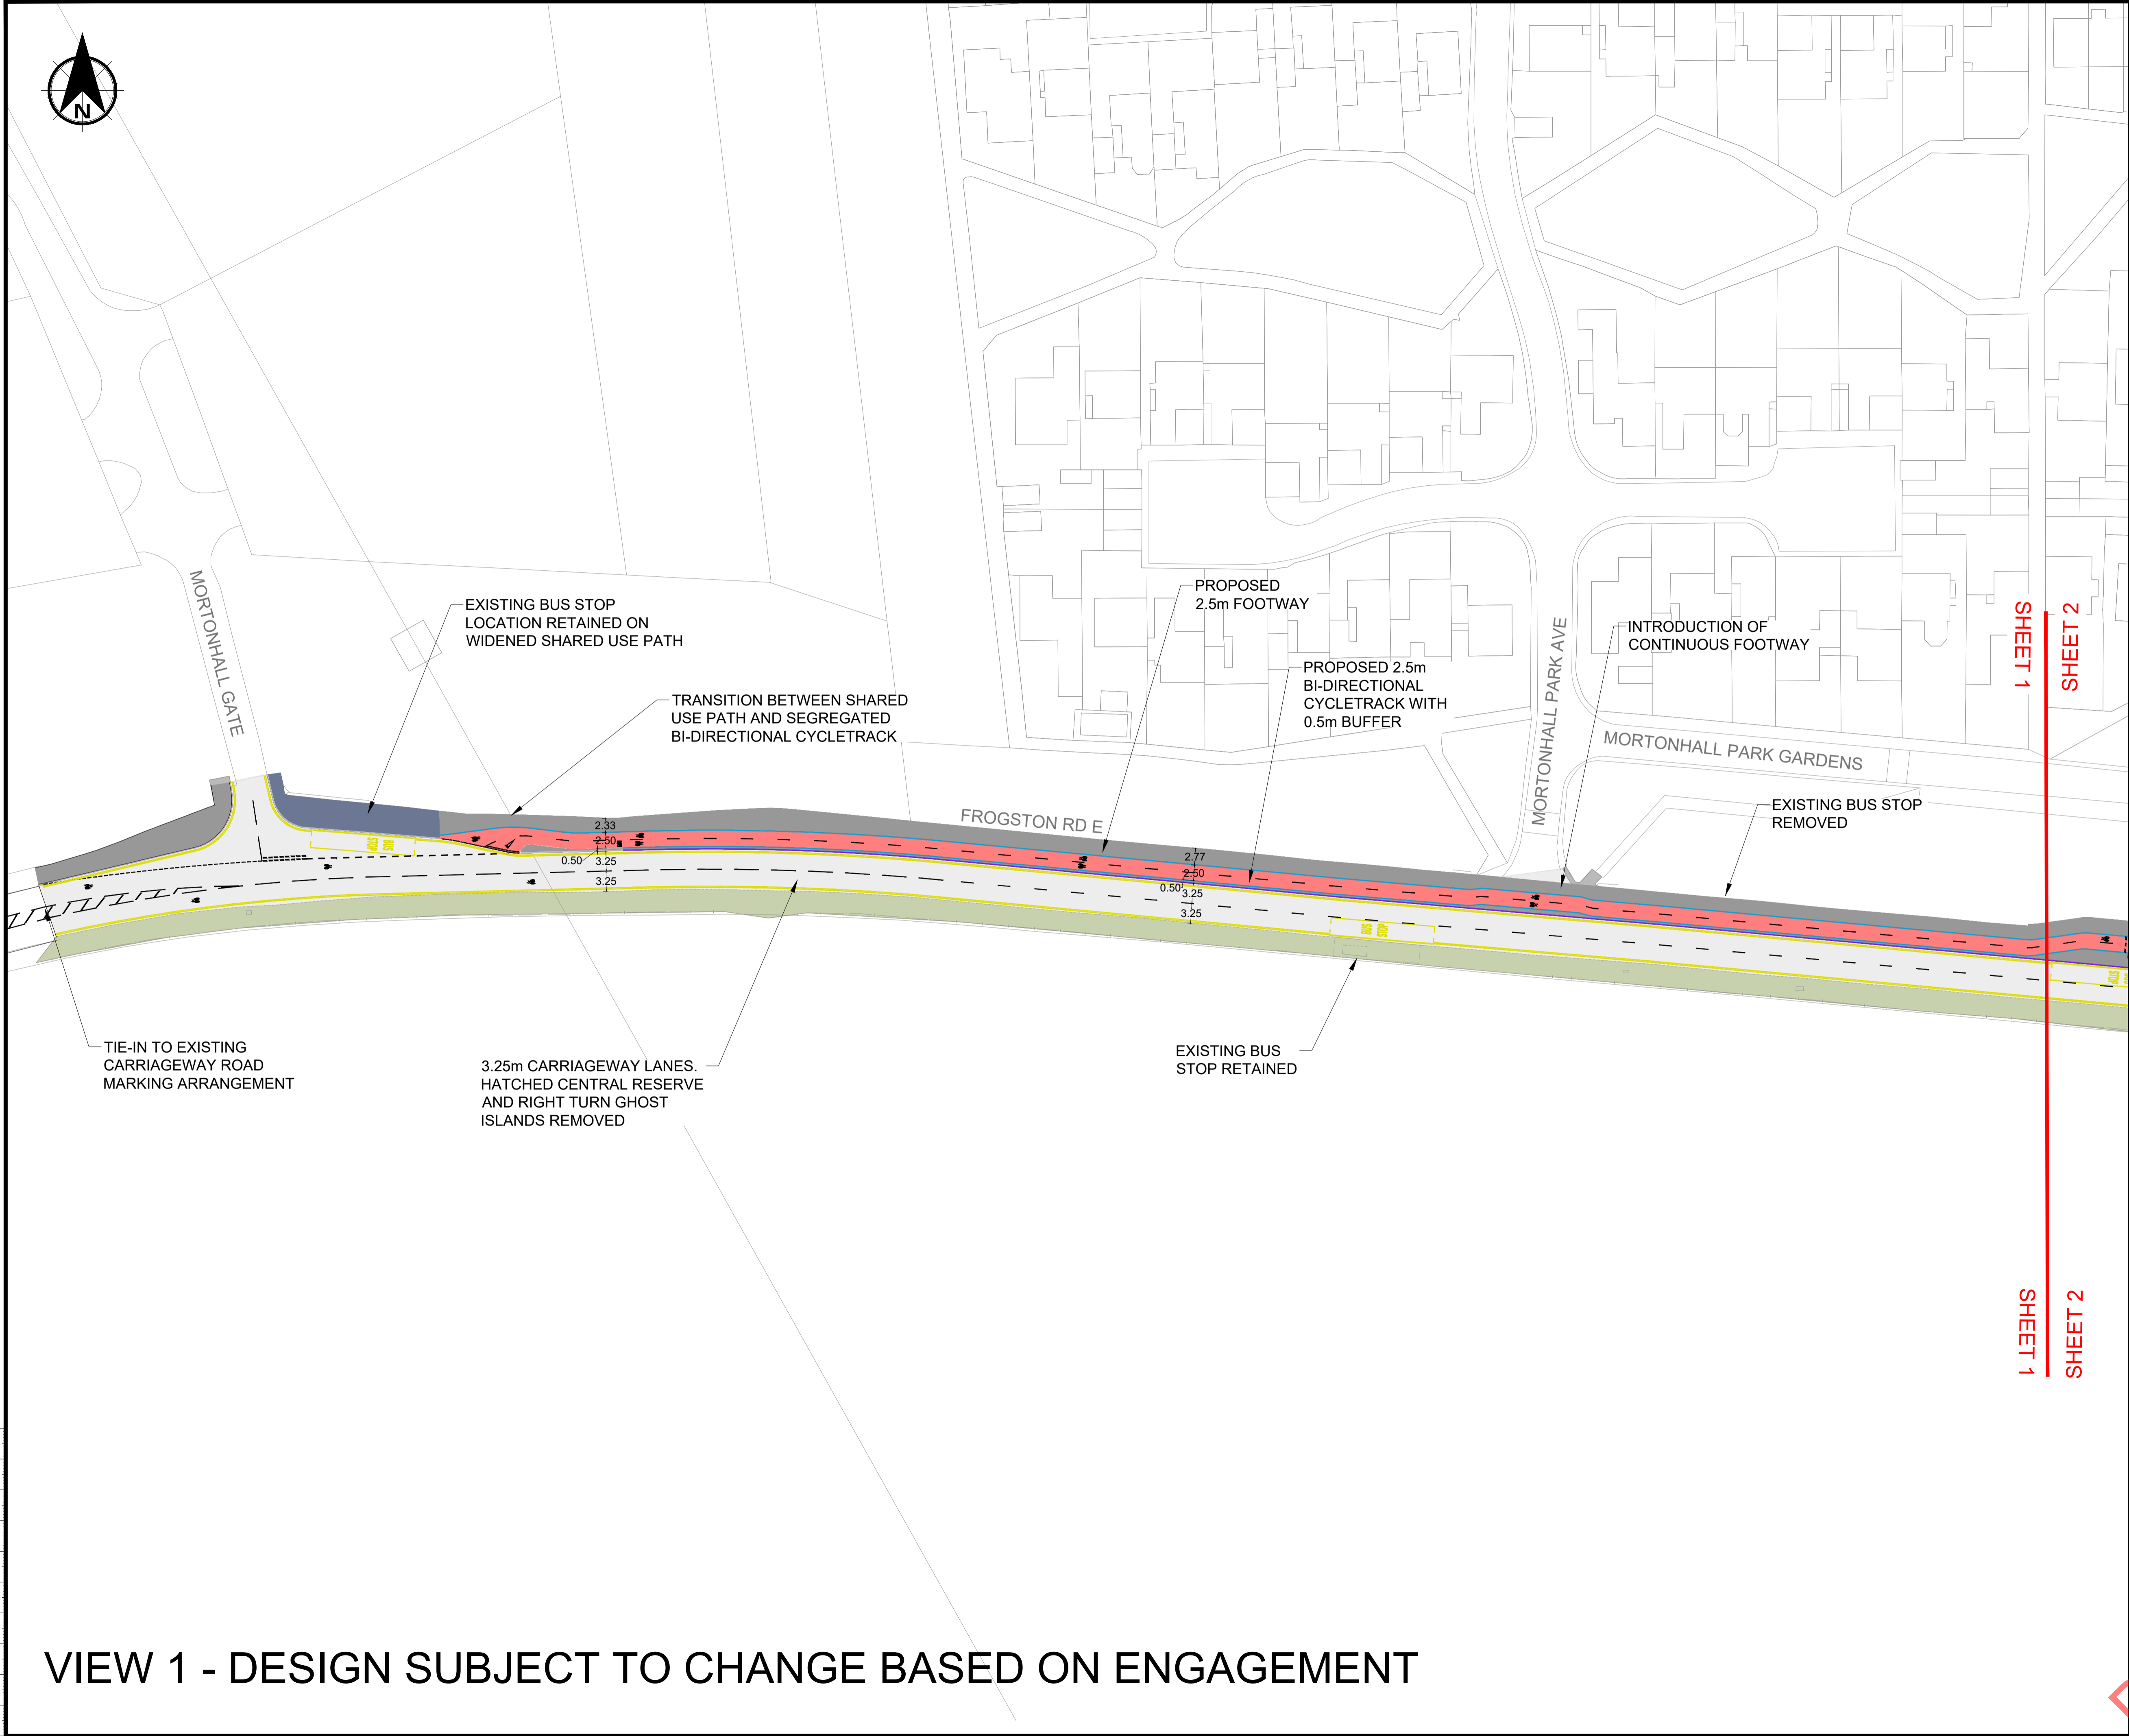 N
MORTONHALL GATE
EXISTING BUS STOP
LOCATION RETAINED ON
WIDENED SHARED USE PATH
TRANSITION BETWEEN SHARED
USE PATH AND SEGREGATED
BI-DIRECTIONAL CYCLETRACK
PROPOSED
2.5m FOOTWAY
PROPOSED 2.5m
BI-DIRECTIONAL
CYCLETRACK WITH
0.5m BUFFER
MORTONHALL PARK AVE
INTRODUCTION OF
CONTINUOUS FOOTWAY
SHEET 1
SHEET 2
MORTONHALL PARK GARDENS
EXISTING BUS STOP
REMOVED
FROGSTON RD E
BUS
STOP
2.33
2.50
0.50
3.25
3.25
2.77
2.50
0.50
3.25
3.25
BUS
STOP
STOP
TIE-IN TO EXISTING
CARRIAGEWAY ROAD
MARKING ARRANGEMENT
3.25m CARRIAGEWAY LANES.
HATCHED CENTRAL RESERVE
AND RIGHT TURN GHOST
ISLANDS REMOVED
EXISTING BUS
STOP RETAINED
SHEET 1
SHEET 2
VIEW 1 - DESIGN SUBJECT TO CHANGE BASED ON ENGAGEMENT